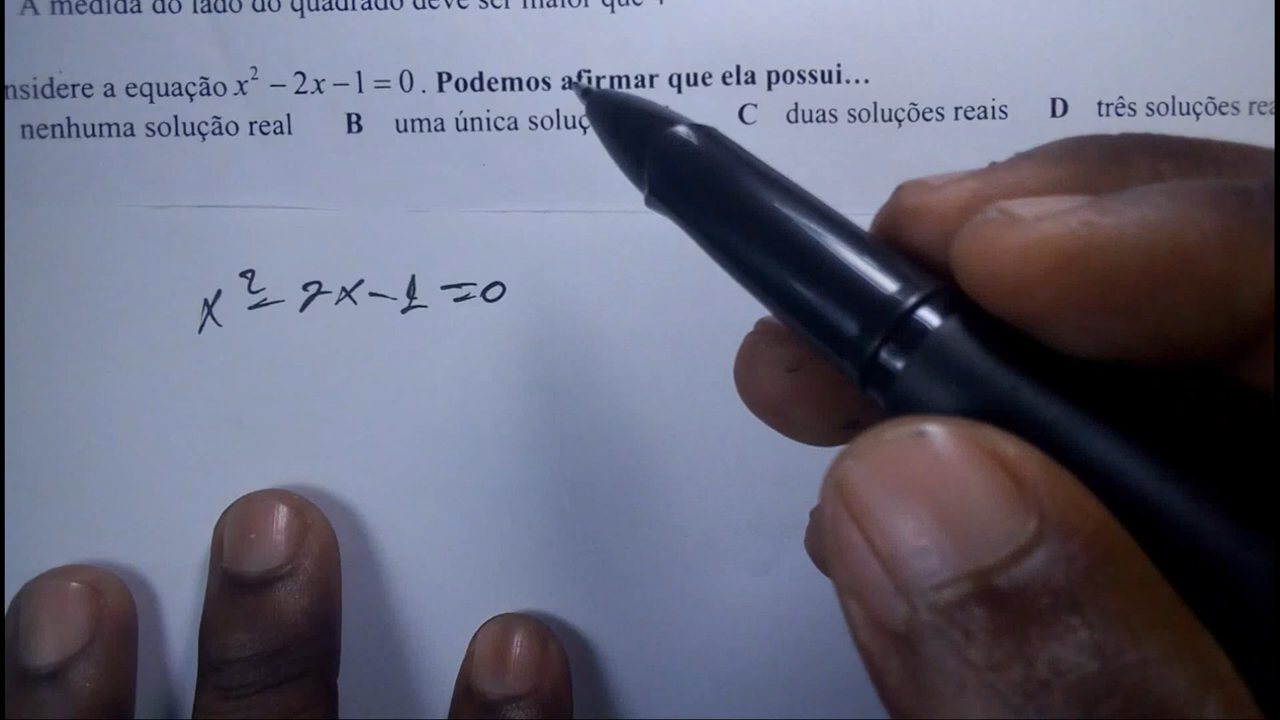 A medida do lado do quadrado deve ser maior que
nsidere a equação x² − 2x − 1 = 0. Podemos afirmar que ela possui...
nenhuma solução real B uma única soluç C duas soluções reais D três soluções rea
x² − 2x − 1 = 0